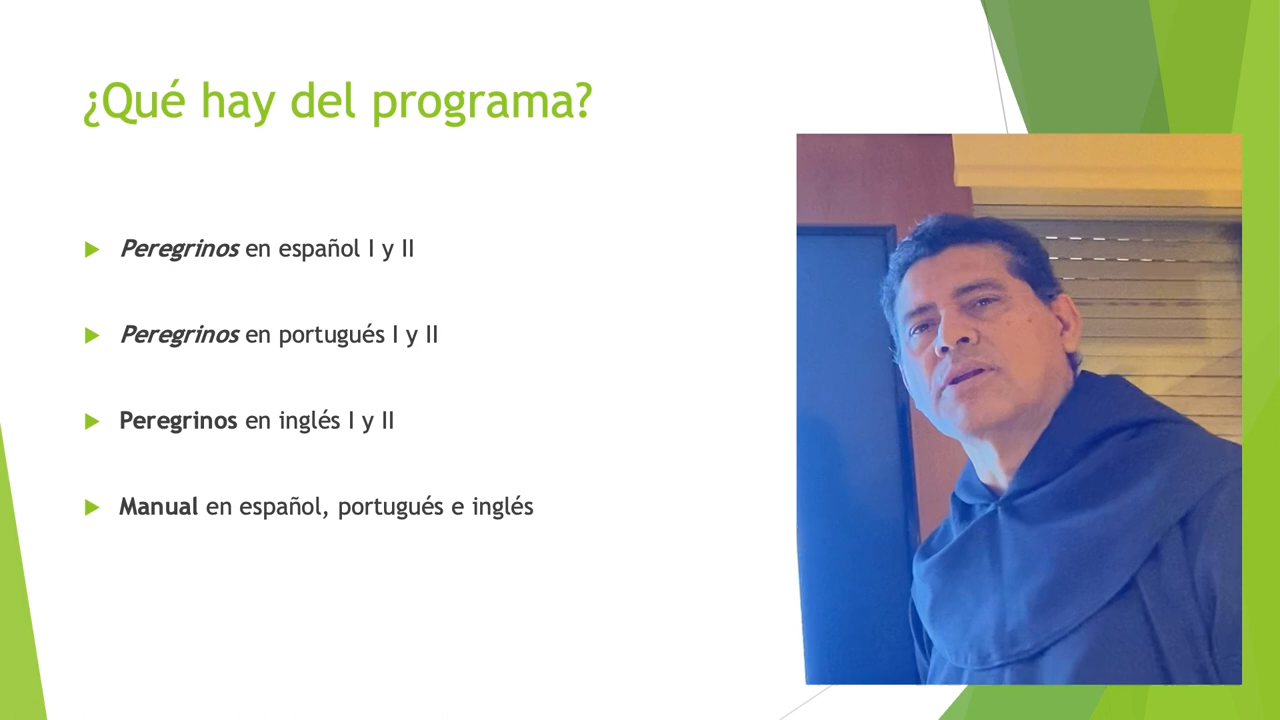 ¿Qué hay del programa?
Peregrinos en español I y II
Peregrinos en portugués I y II
Peregrinos en inglés I y II
Manual en español, portugués e inglés